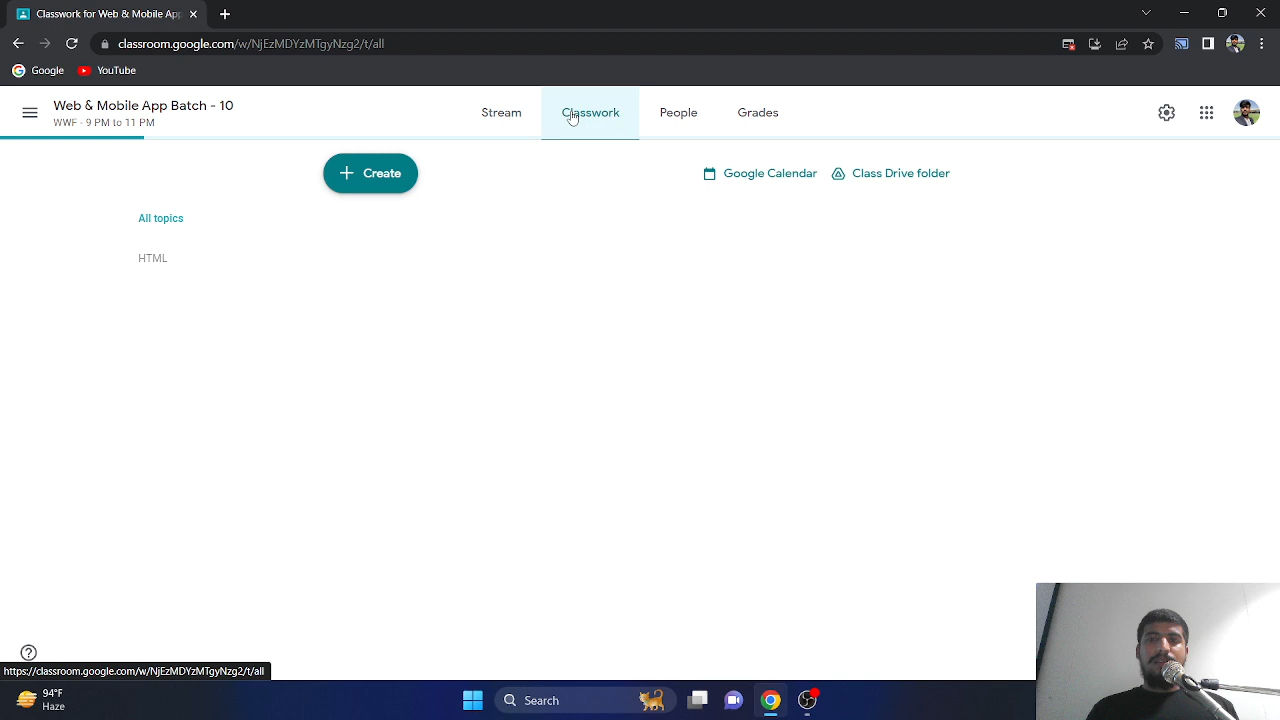 Classwork for Web & Mobile App
classroom.google.com/w/NjEzMDYzMTgyNzg2/t/all
Google YouTube
Web & Mobile App Batch - 10
WWF - 9 PM to 11 PM
Stream Classwork People Grades
Create
Google Calendar Class Drive folder
All topics
HTML
https://classroom.google.com/w/NjEzMDYzMTgyNzg2/t/all
94°F
Haze
Search